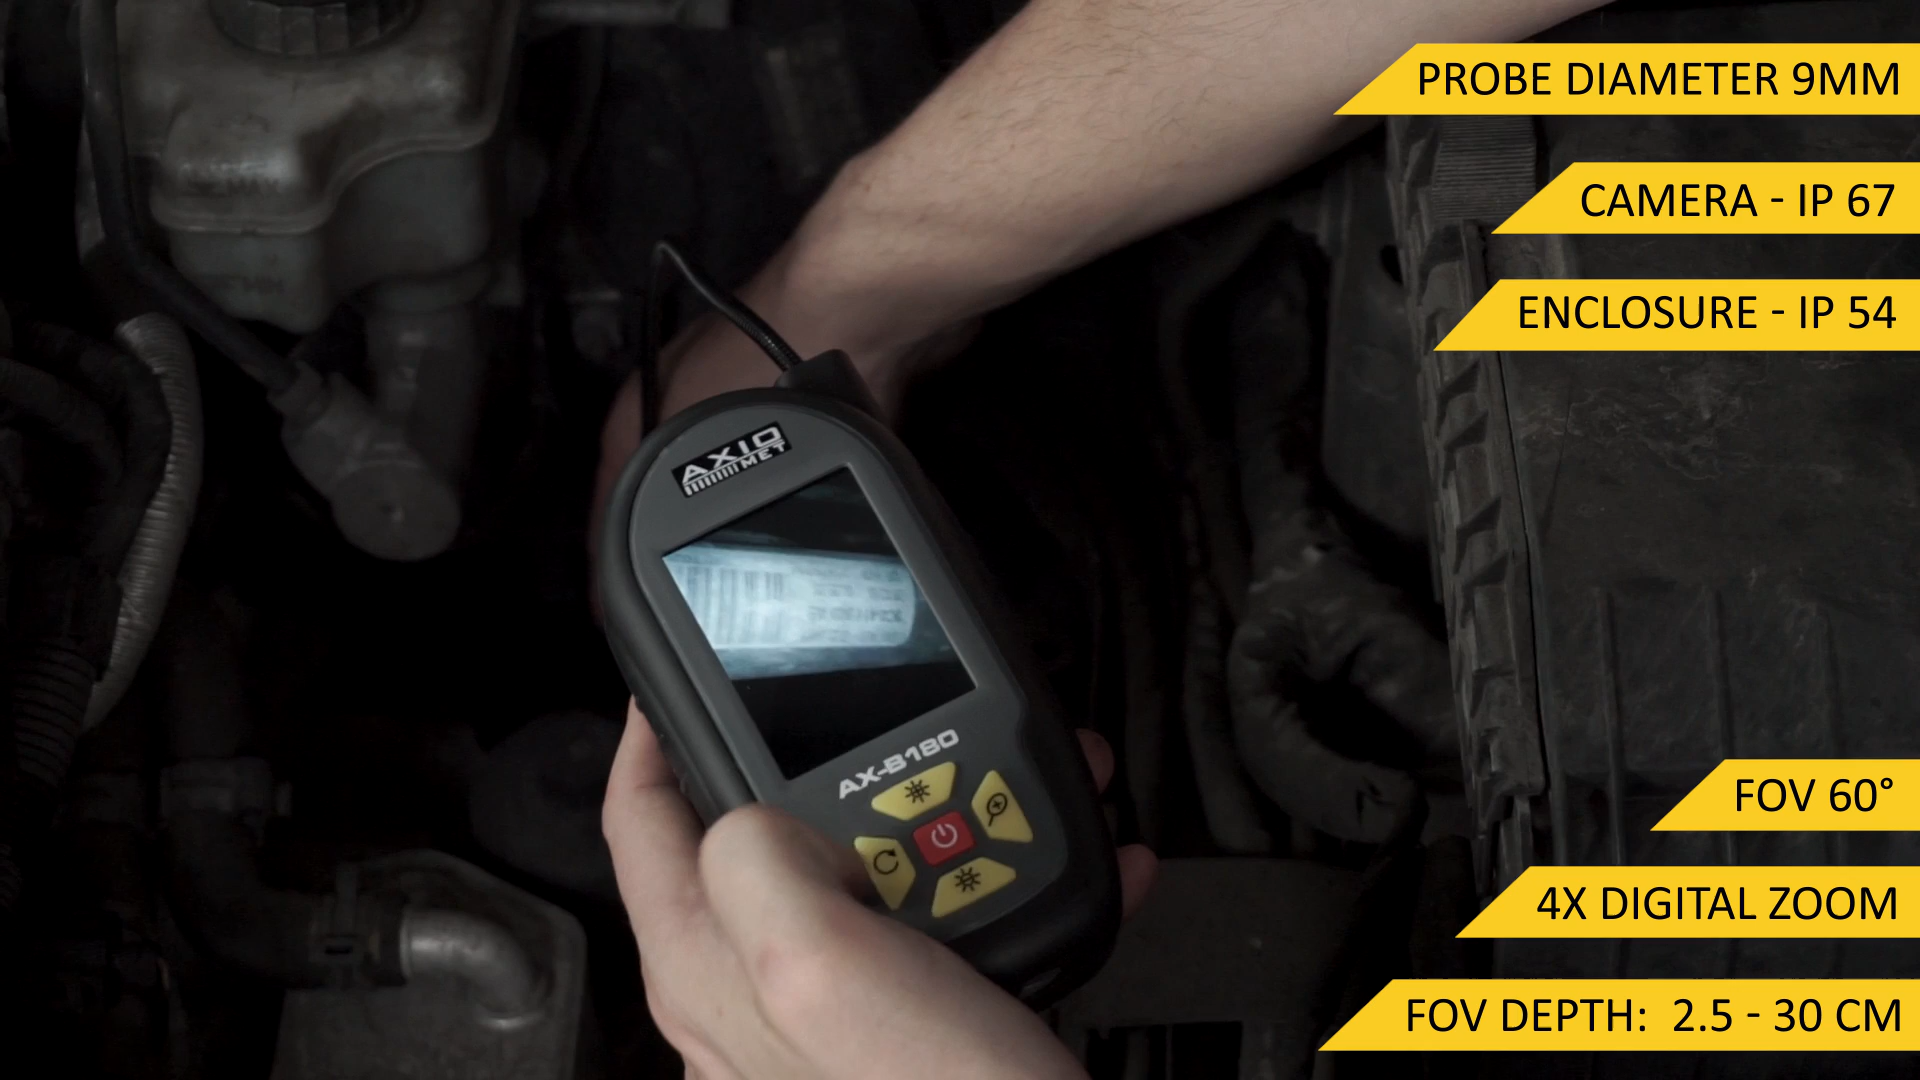 PROBE DIAMETER 9MM
CAMERA - IP 67
ENCLOSURE - IP 54
AXIO
MET
AX-B180
FOV 60°
4X DIGITAL ZOOM
FOV DEPTH: 2.5 - 30 CM